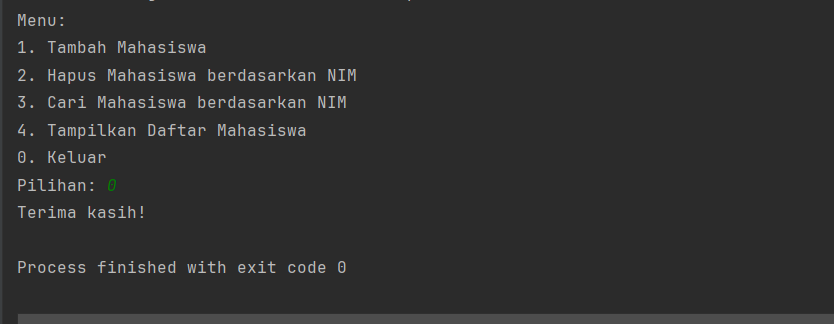 Menu:
1. Tambah Mahasiswa
2. Hapus Mahasiswa berdasarkan NIM
3. Cari Mahasiswa berdasarkan NIM
4. Tampilkan Daftar Mahasiswa
0. Keluar
Pilihan: 0
Terima kasih!
Process finished with exit code 0